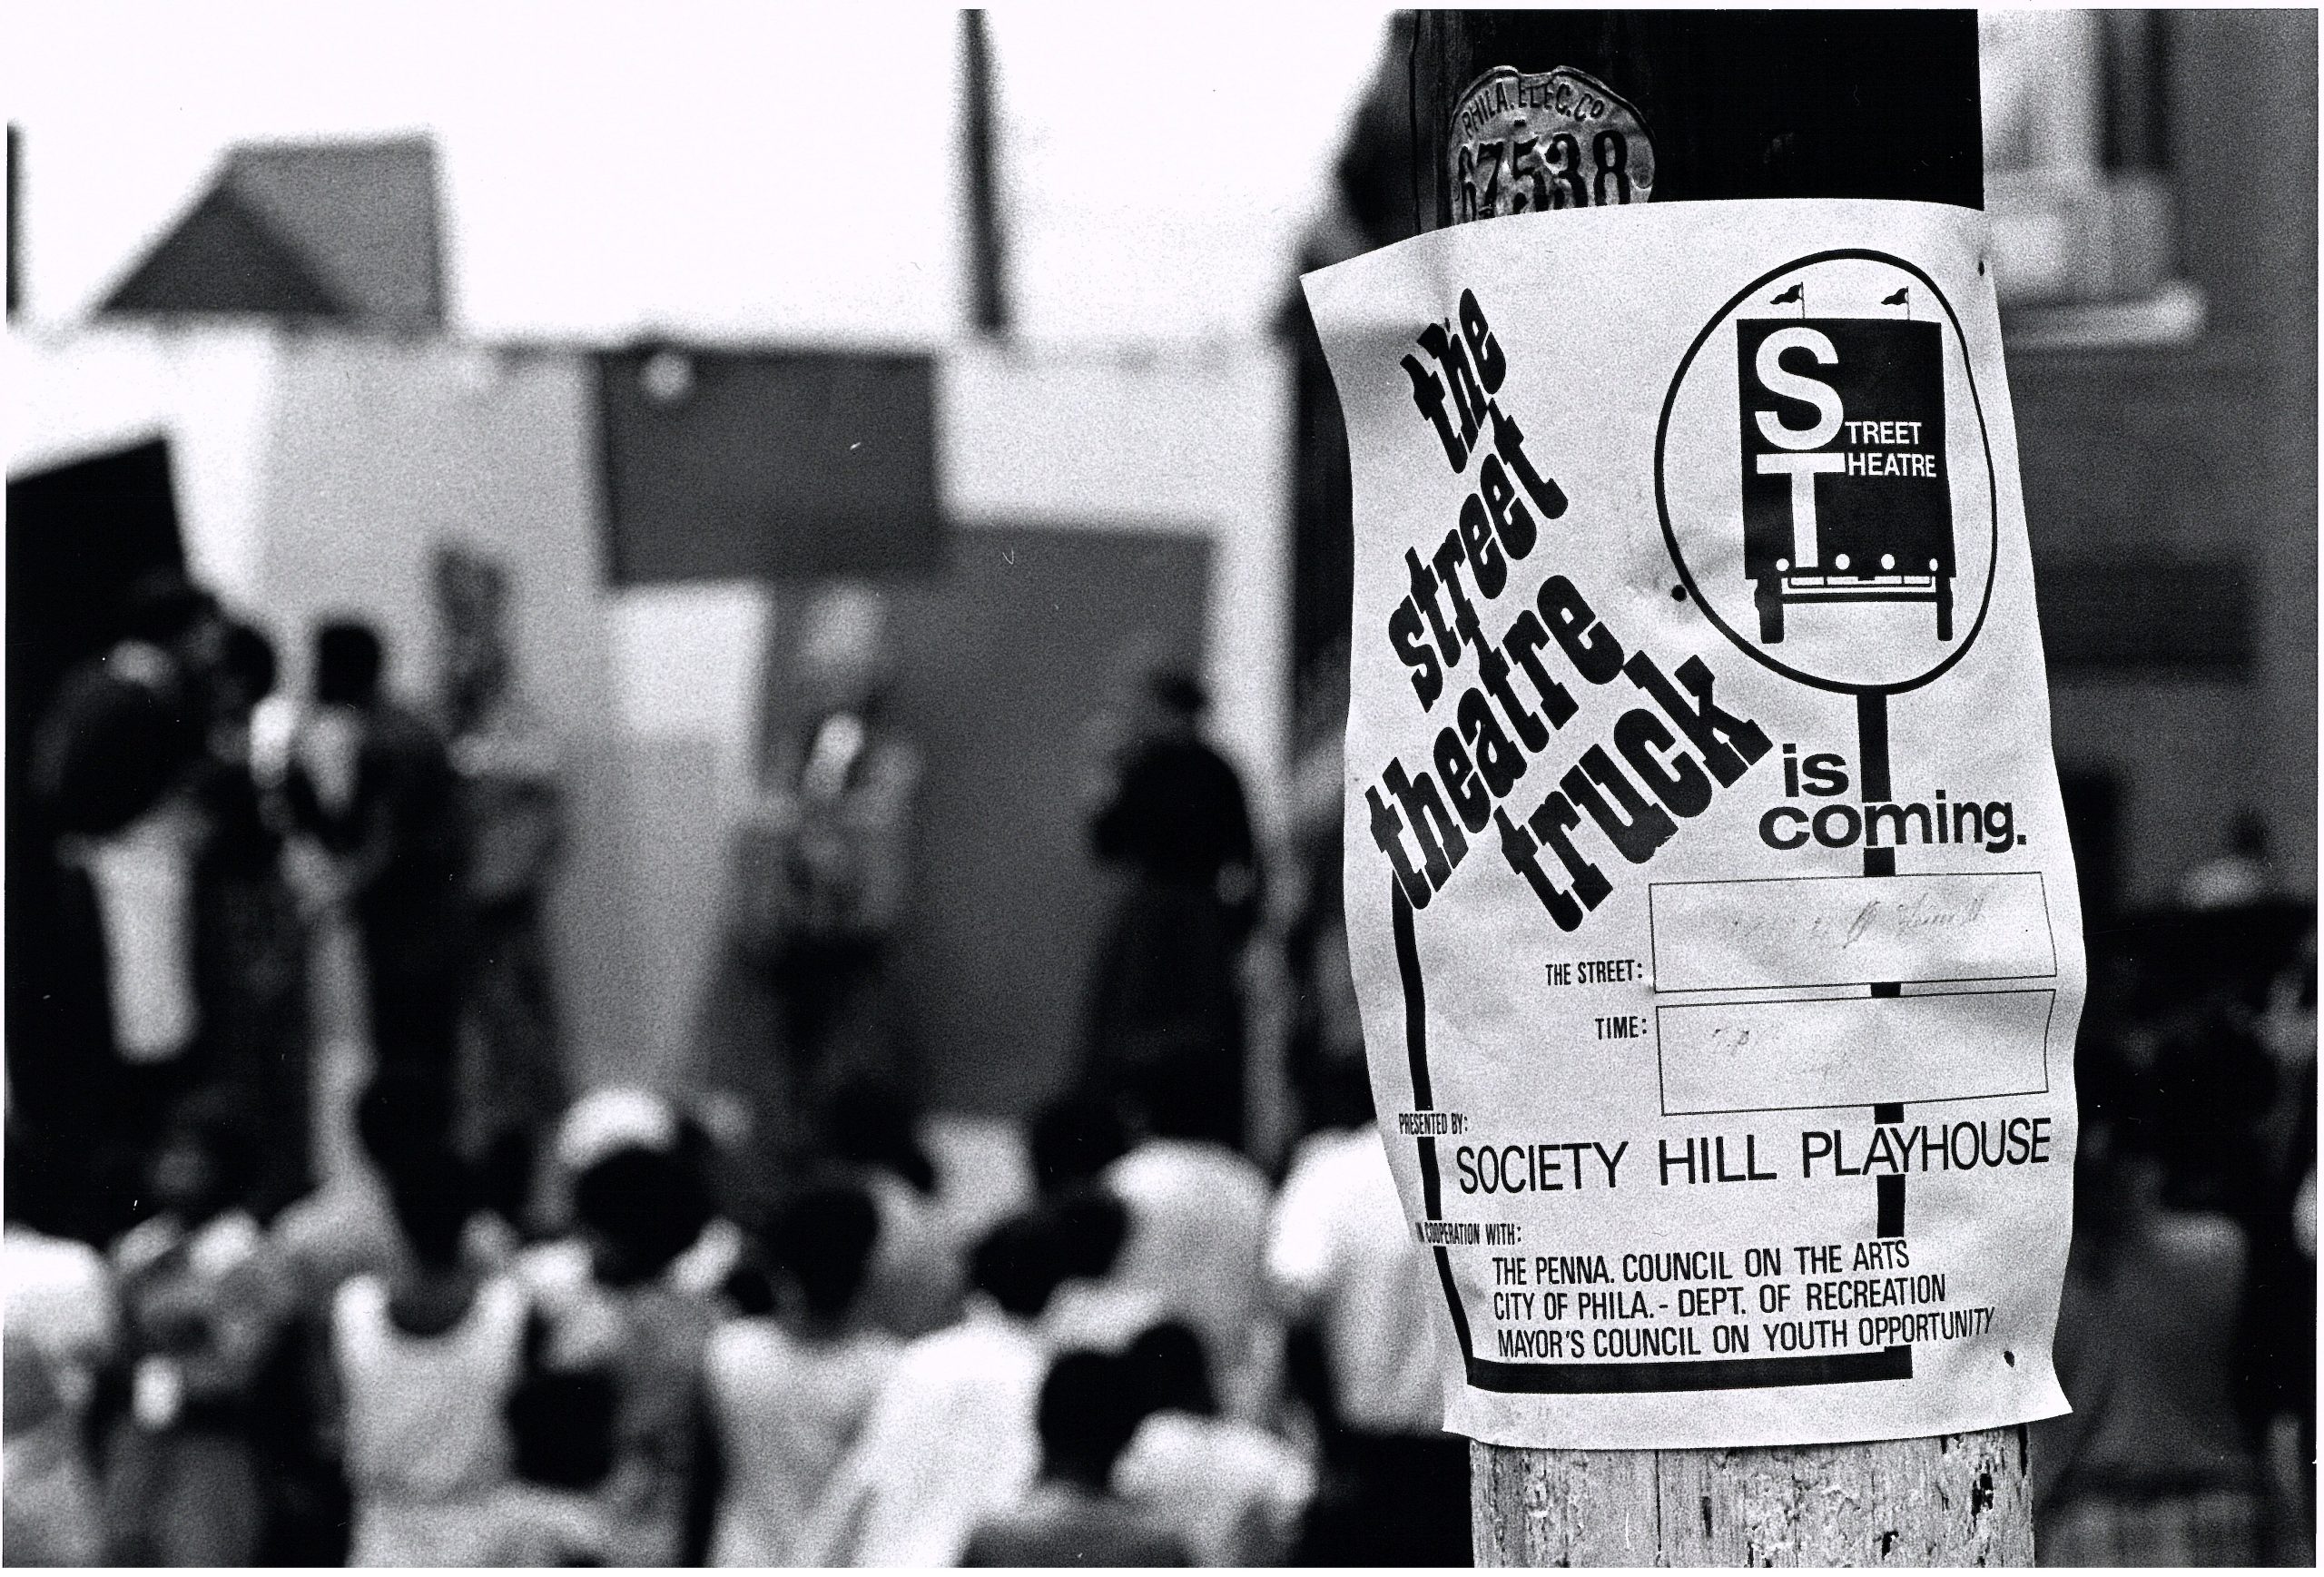 PHILA. ELEC. CO
67538
the
street
theatre
truck
STREET
THEATRE
is
coming.
THE STREET:
TIME:
PRESENTED BY:
SOCIETY HILL PLAYHOUSE
IN COOPERATION WITH:
THE PENNA. COUNCIL ON THE ARTS
CITY OF PHILA. - DEPT. OF RECREATION
MAYOR'S COUNCIL ON YOUTH OPPORTUNITY